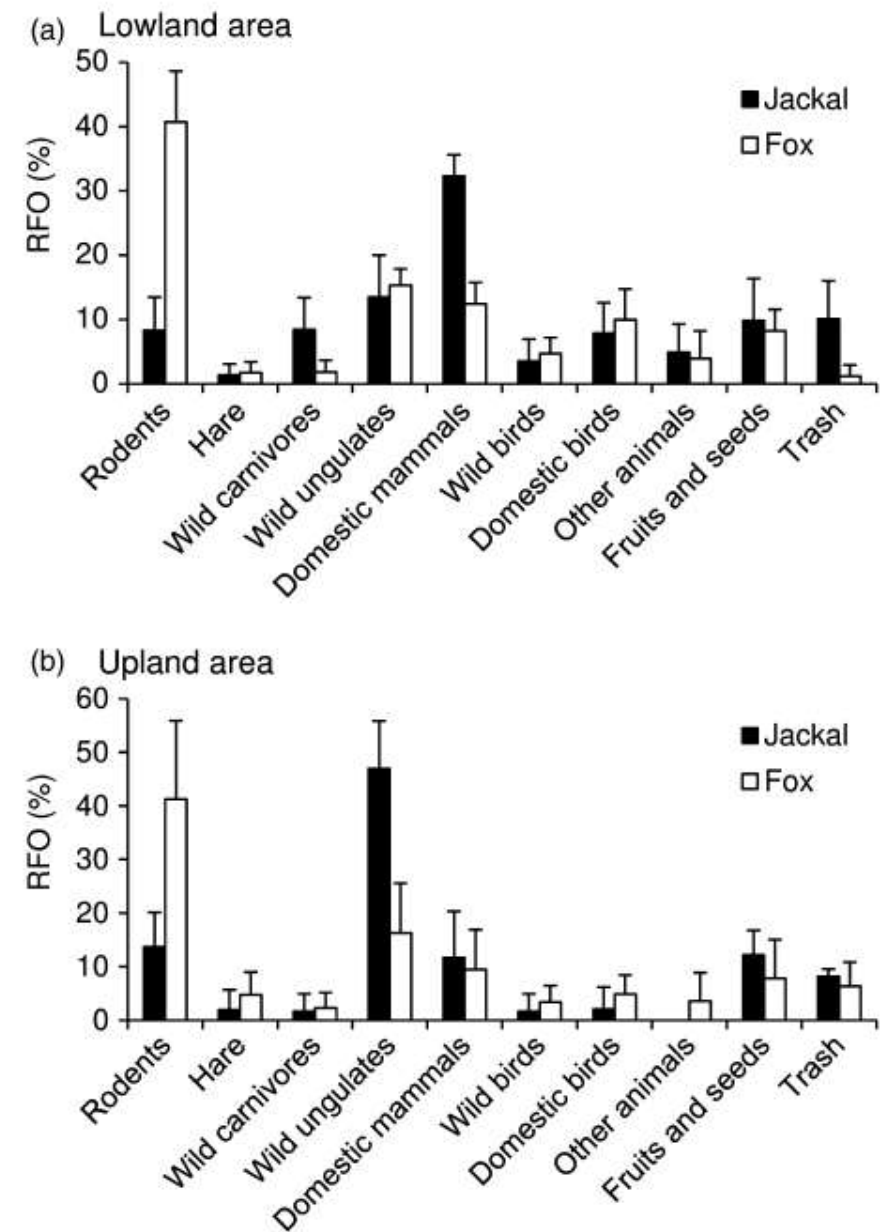 (a) Lowland area
50
40
30
20
10
0
RFO (%)
Jackal
Fox
Rodents
Hare
Wild carnivores
Wild ungulates
Domestic mammals
Wild birds
Domestic birds
Other animals
Fruits and seeds
Trash
(b) Upland area
60
50
40
30
20
10
0
RFO (%)
Jackal
Fox
Rodents
Hare
Wild carnivores
Wild ungulates
Domestic mammals
Wild birds
Domestic birds
Other animals
Fruits and seeds
Trash